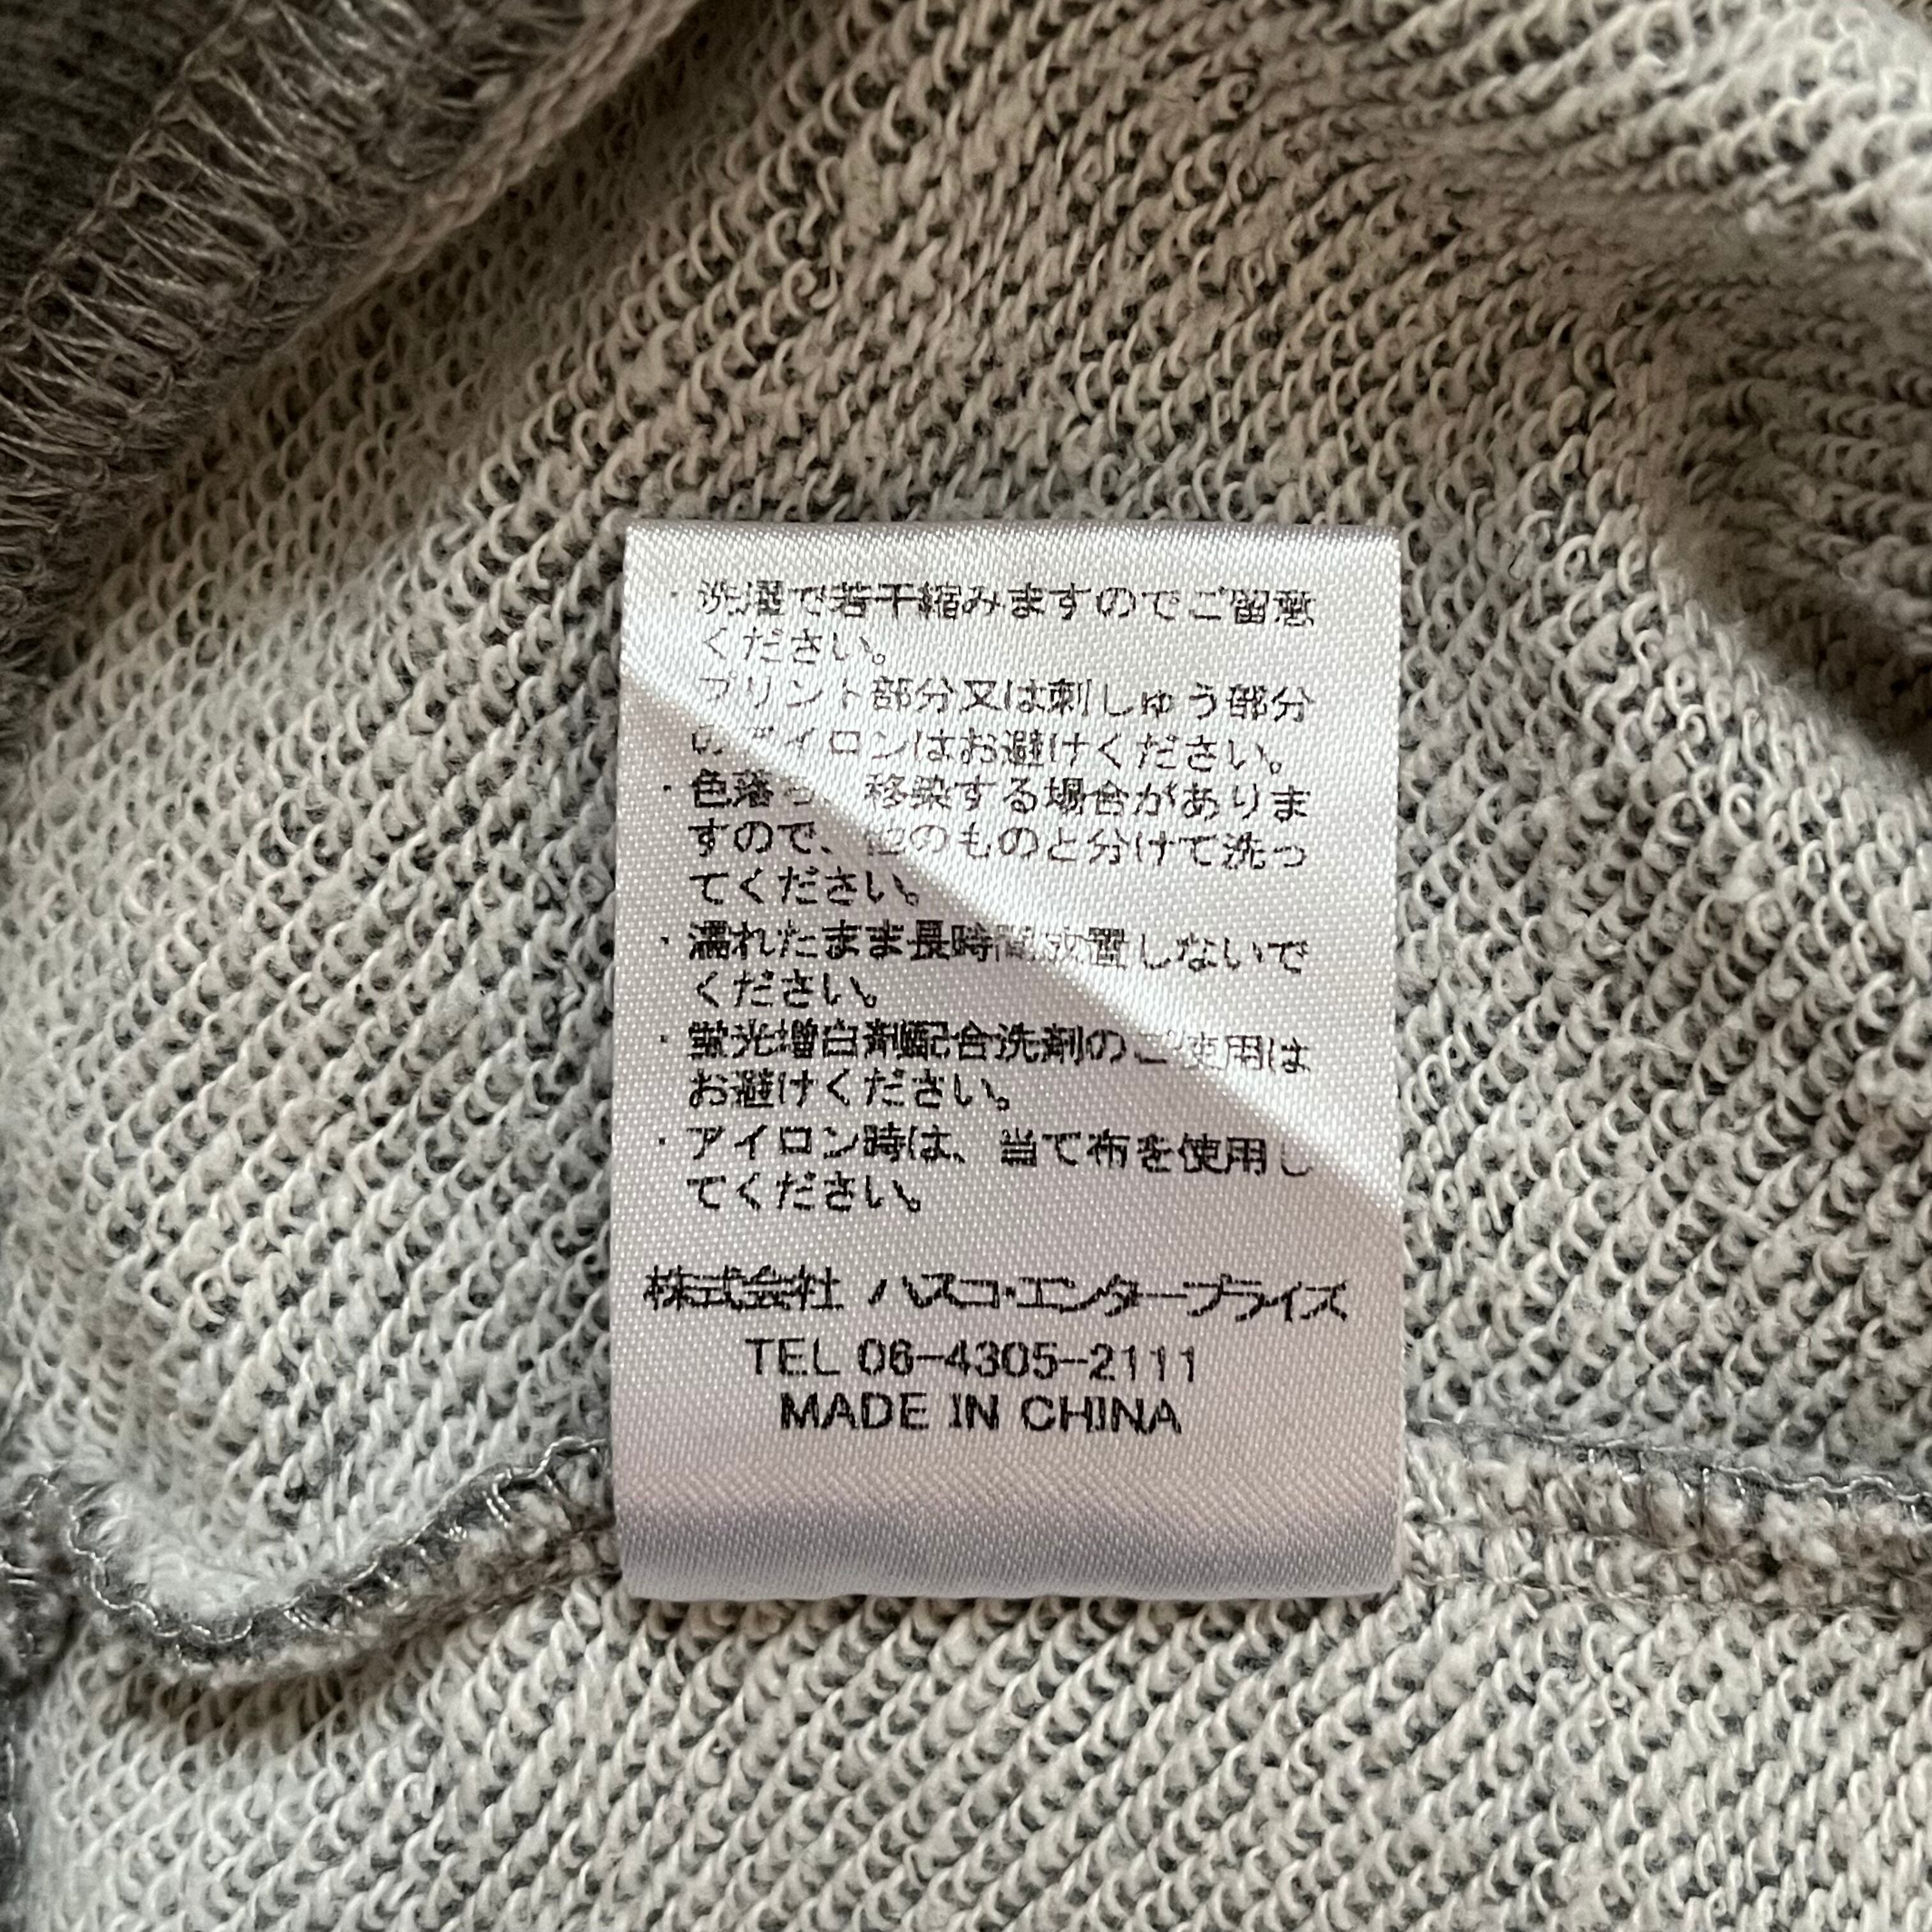 ・洗濯で若干縮みますのでご留意
ください。
プリント部分又は刺しゅう部分
のアイロンはお避けください。
・色落ち、移染する場合がありま
すので、他のものと分けて洗っ
てください。
・濡れたまま長時間放置しないで
ください。
・蛍光増白剤配合洗剤のご使用は
お避けください。
・アイロン時は、当て布を使用し
てください。
株式会社 ハスコ・エンタープライズ
TEL 06-4305-2111
MADE IN CHINA